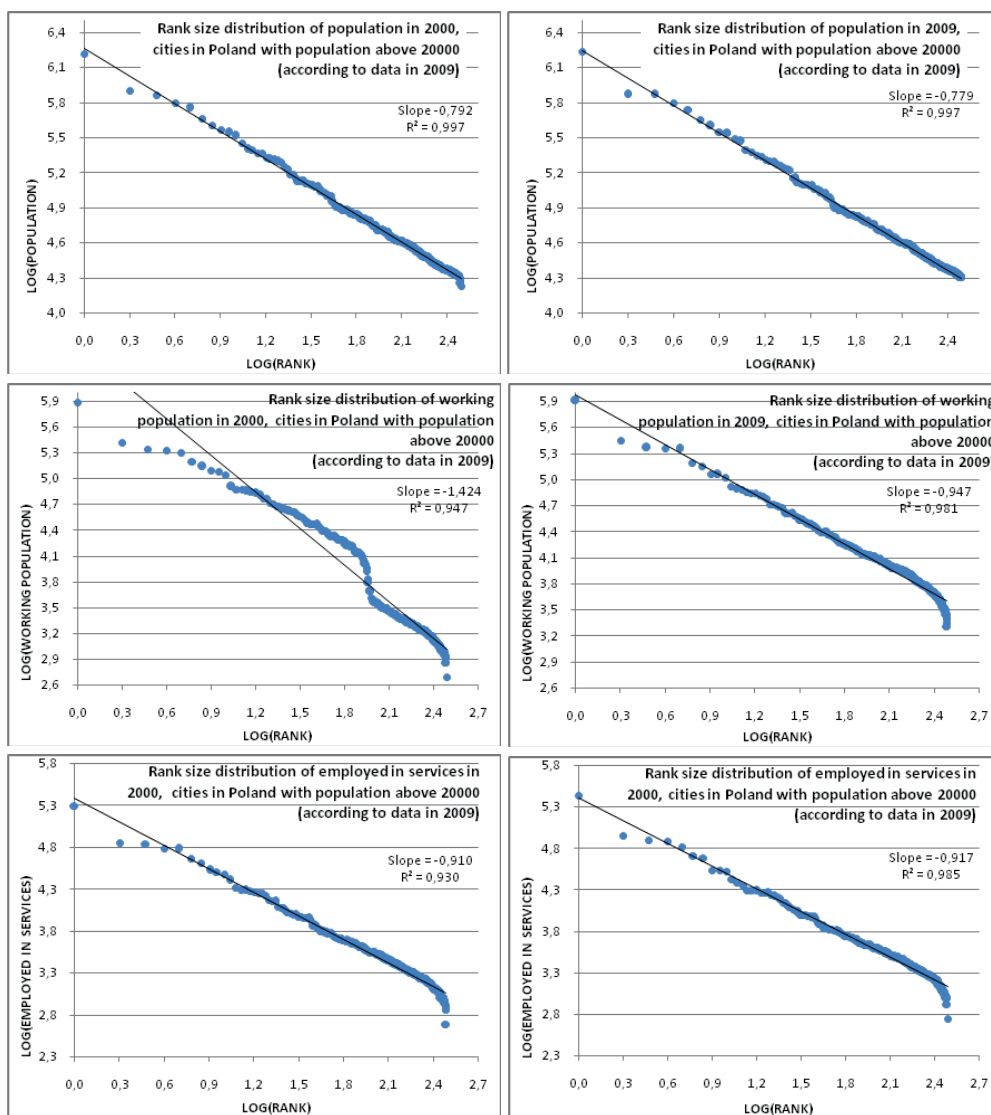 Rank size distribution of population in 2000,
cities in Poland with population above 20000
(according to data in 2009)
Slope -0,792
R² = 0,997
LOG(POPULATION)
6,4
6,1
5,8
5,5
5,2
4,9
4,6
4,3
4,0
0,0 0,3 0,6 0,9 1,2 1,5 1,8 2,1 2,4
LOG(RANK)
Rank size distribution of population in 2009,
cities in Poland with population above 20000
(according to data in 2009)
Slope = -0,779
R² = 0,997
LOG(POPULATION)
6,4
6,1
5,8
5,5
5,2
4,9
4,6
4,3
4,0
0,0 0,3 0,6 0,9 1,2 1,5 1,8 2,1 2,4
LOG(RANK)
Rank size distribution of working
population in 2000, cities in Poland with population
above 20000
(according to data in 2009)
Slope = -1,424
R² = 0,947
LOG(WORKING POPULATION)
5,9
5,6
5,3
5,0
4,7
4,4
4,1
3,8
3,5
3,2
2,9
2,6
0,0 0,3 0,6 0,9 1,2 1,5 1,8 2,1 2,4 2,7
LOG(RANK)
Rank size distribution of working
population in 2009, cities in Poland with population
above 20000
(according to data in 2009)
Slope = -0,947
R² = 0,981
LOG(WORKING POPULATION)
5,9
5,6
5,3
5,0
4,7
4,4
4,1
3,8
3,5
3,2
2,9
2,6
0,0 0,3 0,6 0,9 1,2 1,5 1,8 2,1 2,4 2,7
LOG(RANK)
Rank size distribution of employed in services in
2000, cities in Poland with population above 20000
(according to data in 2009)
Slope = -0,910
R² = 0,930
LOG(EMPLOYED IN SERVICES)
5,8
5,3
4,8
4,3
3,8
3,3
2,8
2,3
0,0 0,3 0,6 0,9 1,2 1,5 1,8 2,1 2,4 2,7
LOG(RANK)
Rank size distribution of employed in services in
2000, cities in Poland with population above 20000
(according to data in 2009)
Slope = -0,917
R² = 0,985
LOG(EMPLOYED IN SERVICES)
5,8
5,3
4,8
4,3
3,8
3,3
2,8
2,3
0,0 0,3 0,6 0,9 1,2 1,5 1,8 2,1 2,4 2,7
LOG(RANK)